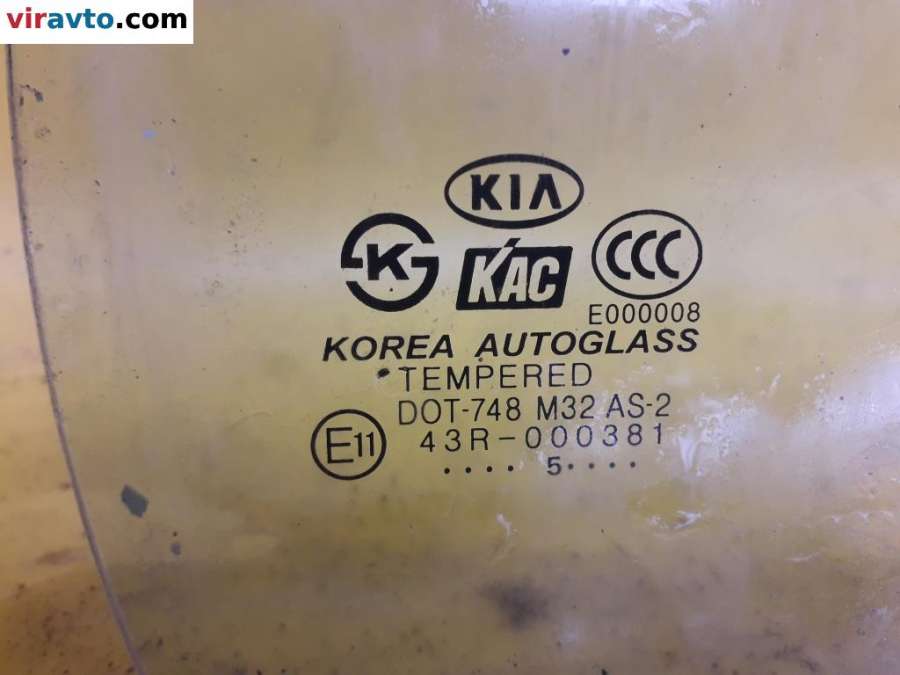 viravto.com
KIA
K
KAC
CCC
E000008
KOREA AUTOGLASS
TEMPERED
DOT-748 M32 AS-2
E11
43R-000381
.... 5 ....